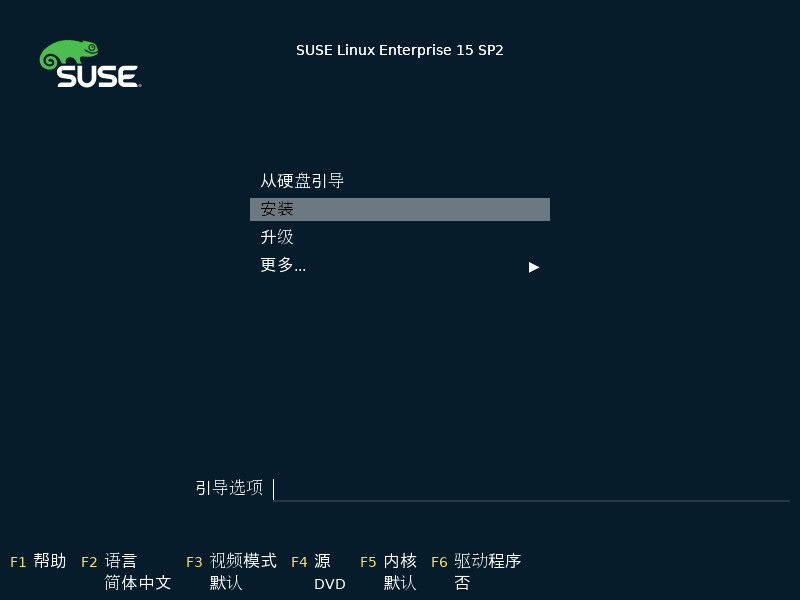 SUSE
SUSE Linux Enterprise 15 SP2
从硬盘引导
安装
升级
更多...
引导选项
F1 帮助 F2 语言 F3 视频模式 F4 源 F5 内核 F6 驱动程序
简体中文 默认 DVD 默认 否